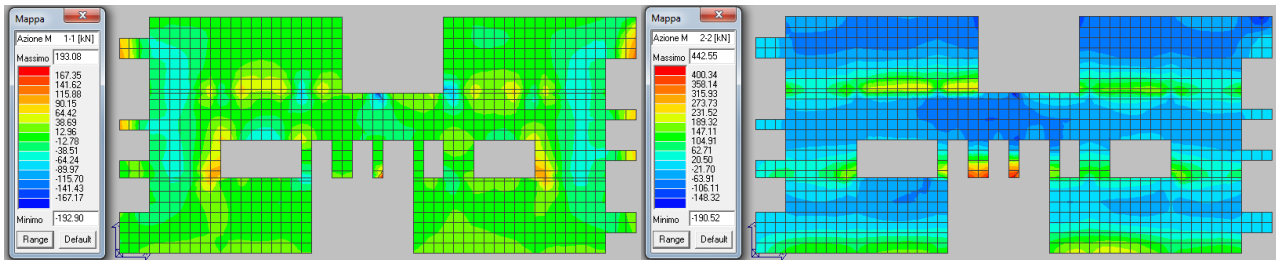 Mappa
Azione M 1-1 [kN]
Massimo 193.08
167.35
141.62
115.88
90.15
64.42
38.69
12.96
-12.78
-38.51
-64.24
-89.97
-115.70
-141.43
-167.17
Minimo -192.90
Range Default
Mappa
Azione M 2-2 [kN]
Massimo 442.55
400.34
358.14
315.93
273.73
231.52
189.32
147.11
104.91
62.71
20.50
-21.70
-63.91
-106.11
-148.32
Minimo -190.52
Range Default